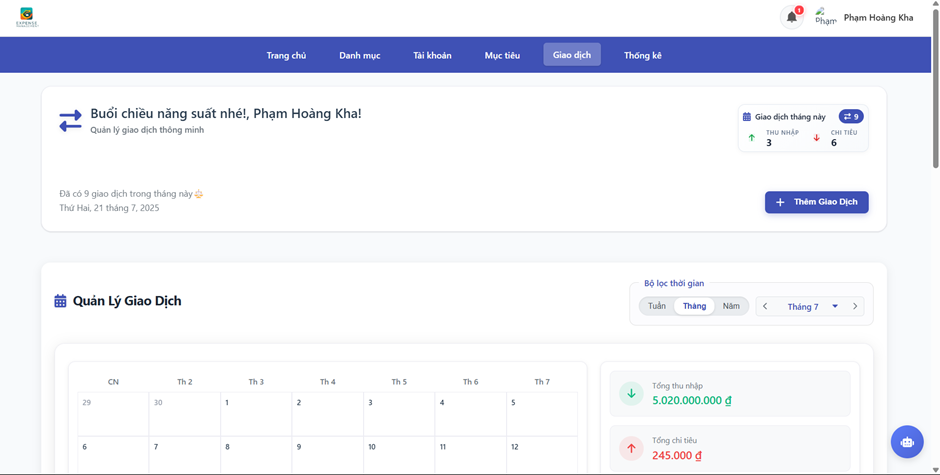 EXPENSE
1
Phạm
Phạm Hoàng Kha
Trang chủ
Danh mục
Tài khoản
Mục tiêu
Giao dịch
Thống kê
Buổi chiều năng suất nhé!, Phạm Hoàng Kha!
Quản lý giao dịch thông minh
Giao dịch tháng này
9
THU NHẬP
3
CHI TIÊU
6
Đã có 9 giao dịch trong tháng này
Thứ Hai, 21 tháng 7, 2025
Thêm Giao Dịch
Quản Lý Giao Dịch
Bộ lọc thời gian
Tuần
Tháng
Năm
Tháng 7
CN Th 2 Th 3 Th 4 Th 5 Th 6 Th 7
29 30 1 2 3 4 5
6 7 8 9 10 11 12
Tổng thu nhập
5.020.000.000 ₫
Tổng chi tiêu
245.000 ₫